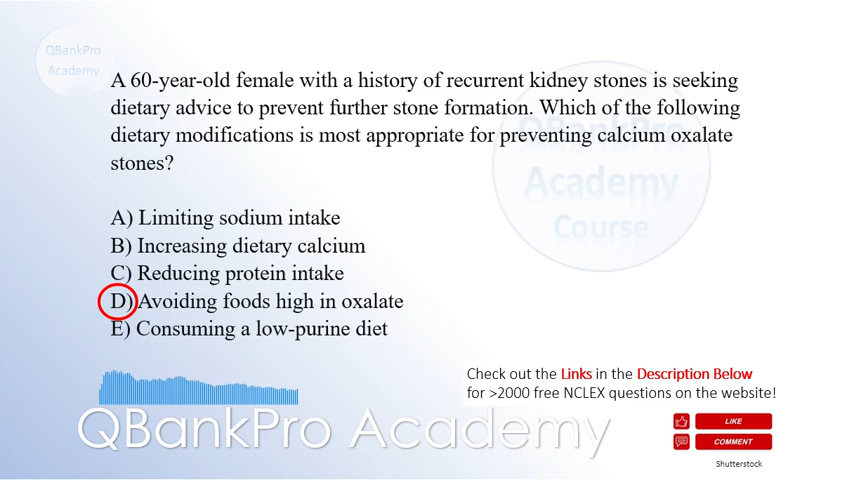 QBankPro
Academy
A 60-year-old female with a history of recurrent kidney stones is seeking
dietary advice to prevent further stone formation. Which of the following
dietary modifications is most appropriate for preventing calcium oxalate
stones?
QBankPro
Academy
Course
A) Limiting sodium intake
B) Increasing dietary calcium
C) Reducing protein intake
D) Avoiding foods high in oxalate
E) Consuming a low-purine diet
Check out the Links in the Description Below
for >2000 free NCLEX questions on the website!
QBankPro Academy
LIKE
COMMENT
Shutterstock